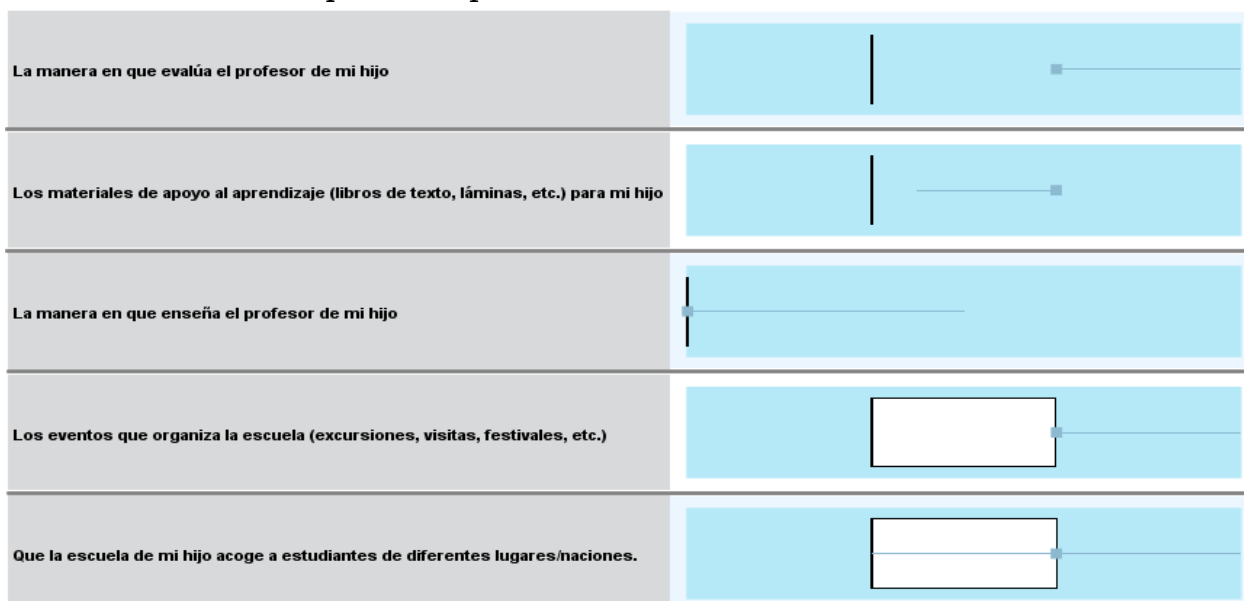 La manera en que evalúa el profesor de mi hijo
Los materiales de apoyo al aprendizaje (libros de texto, láminas, etc.) para mi hijo
La manera en que enseña el profesor de mi hijo
Los eventos que organiza la escuela (excursiones, visitas, festivales, etc.)
Que la escuela de mi hijo acoge a estudiantes de diferentes lugares/naciones.